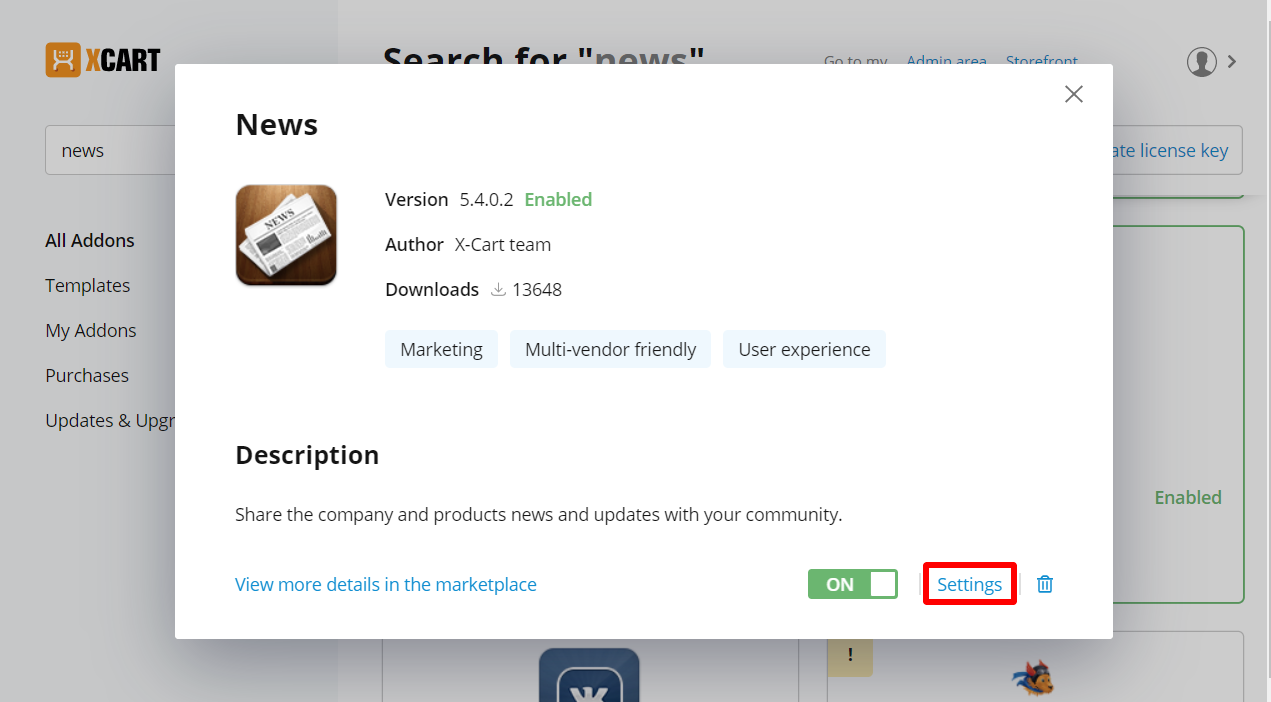 XCART
Search for "news"
Go to my Admin area Storefront
news
ate license key
News
NEWS
Version 5.4.0.2 Enabled
Author X-Cart team
Downloads 13648
Marketing Multi-vendor friendly User experience
All Addons
Templates
My Addons
Purchases
Updates & Upgr
Description
Share the company and products news and updates with your community.
Enabled
View more details in the marketplace
ON
Settings
!